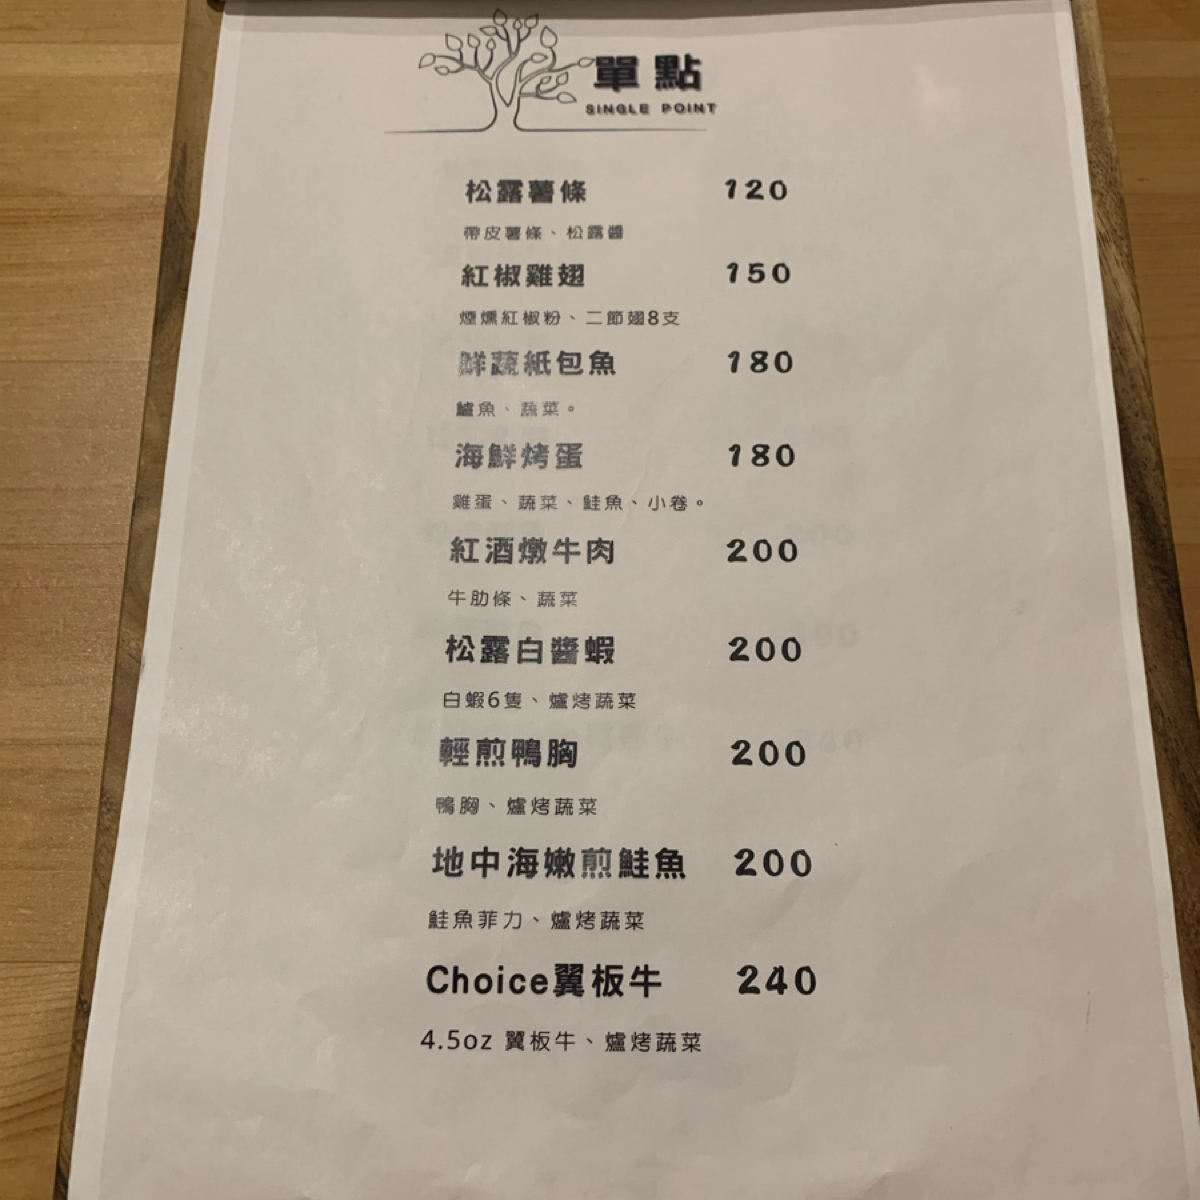 單點
SINGLE POINT
松露薯條 120
帶皮薯條、松露醬
紅椒雞翅 150
煙燻紅椒粉、二節翅8支
鮮蔬紙包魚 180
鱸魚、蔬菜。
海鮮烤蛋 180
雞蛋、蔬菜、鮭魚、小卷。
紅酒燉牛肉 200
牛肋條、蔬菜
松露白醬蝦 200
白蝦6隻、爐烤蔬菜
輕煎鴨胸 200
鴨胸、爐烤蔬菜
地中海嫩煎鮭魚 200
鮭魚菲力、爐烤蔬菜
Choice翼板牛 240
4.5oz 翼板牛、爐烤蔬菜